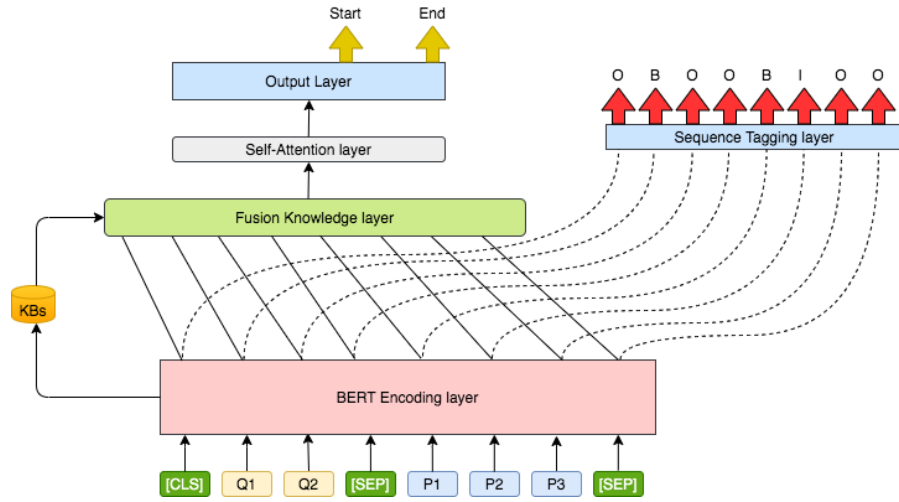 Start End
Output Layer
O B O O B I O O
Sequence Tagging layer
Self-Attention layer
Fusion Knowledge layer
KBs
BERT Encoding layer
[CLS] Q1 Q2 [SEP] P1 P2 P3 [SEP]